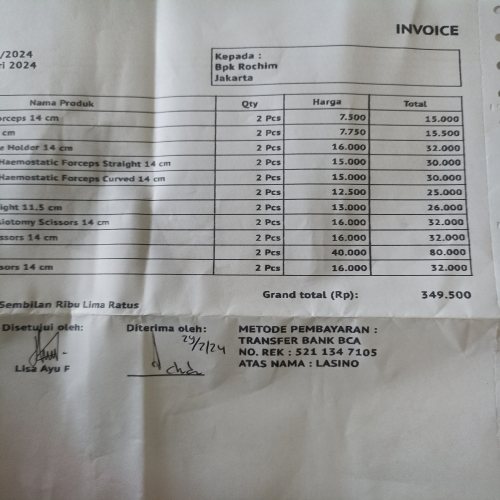 INVOICE
/2024
ri 2024
Kepada :
Bpk Rochim
Jakarta
Nama Produk Qty Harga Total
orceps 14 cm 2 Pcs 7.500 15.000
cm 2 Pcs 7.750 15.500
e Holder 14 cm 2 Pcs 16.000 32.000
Haemostatic Forceps Straight 14 cm 2 Pcs 15.000 30.000
Haemostatic Forceps Curved 14 cm 2 Pcs 15.000 30.000
2 Pcs 12.500 25.000
ight 11.5 cm 2 Pcs 13.000 26.000
siotomy Scissors 14 cm 2 Pcs 16.000 32.000
ssors 14 cm 2 Pcs 16.000 32.000
2 Pcs 40.000 80.000
sors 14 cm 2 Pcs 16.000 32.000
Grand total (Rp): 349.500
Sembilan Ribu Lima Ratus
Disetujui oleh:
Lisa Ayu F
Diterima oleh:
29/2/24
METODE PEMBAYARAN :
TRANSFER BANK BCA
NO. REK : 521 134 7105
ATAS NAMA : LASINO